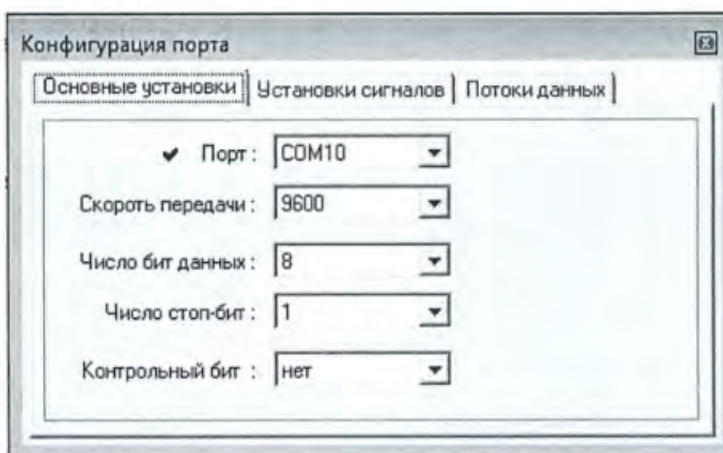 Конфигурация порта
Основные установки Установки сигналов Потоки данных
Порт: COM10
Скороть передачи: 9600
Число бит данных: 8
Число стоп-бит: 1
Контрольный бит : нет